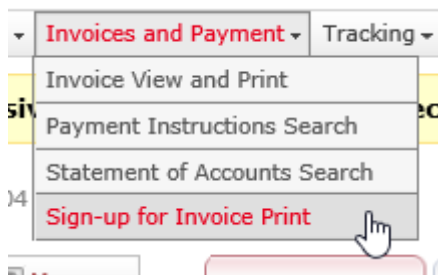 Invoices and Payment Tracking
Invoice View and Print
Payment Instructions Search
Statement of Accounts Search
04
Sign-up for Invoice Print